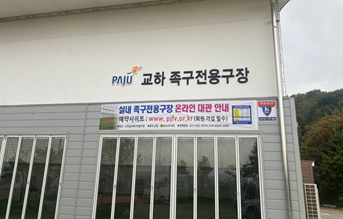 PAJU 교하 족구전용구장
실내 족구전용구장 온라인 대관 안내
예약사이트 : www.pjfv.or.kr (회원 가입 필수)